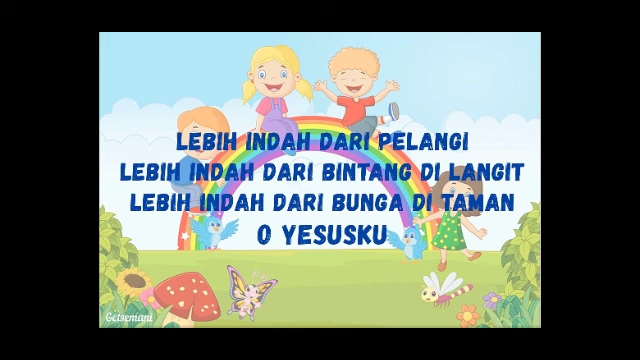 LEBIH INDAH DARI PELANGI
LEBIH INDAH DARI BINTANG DI LANGIT
LEBIH INDAH DARI BUNGA DI TAMAN
O YESUSKU
Getsemani